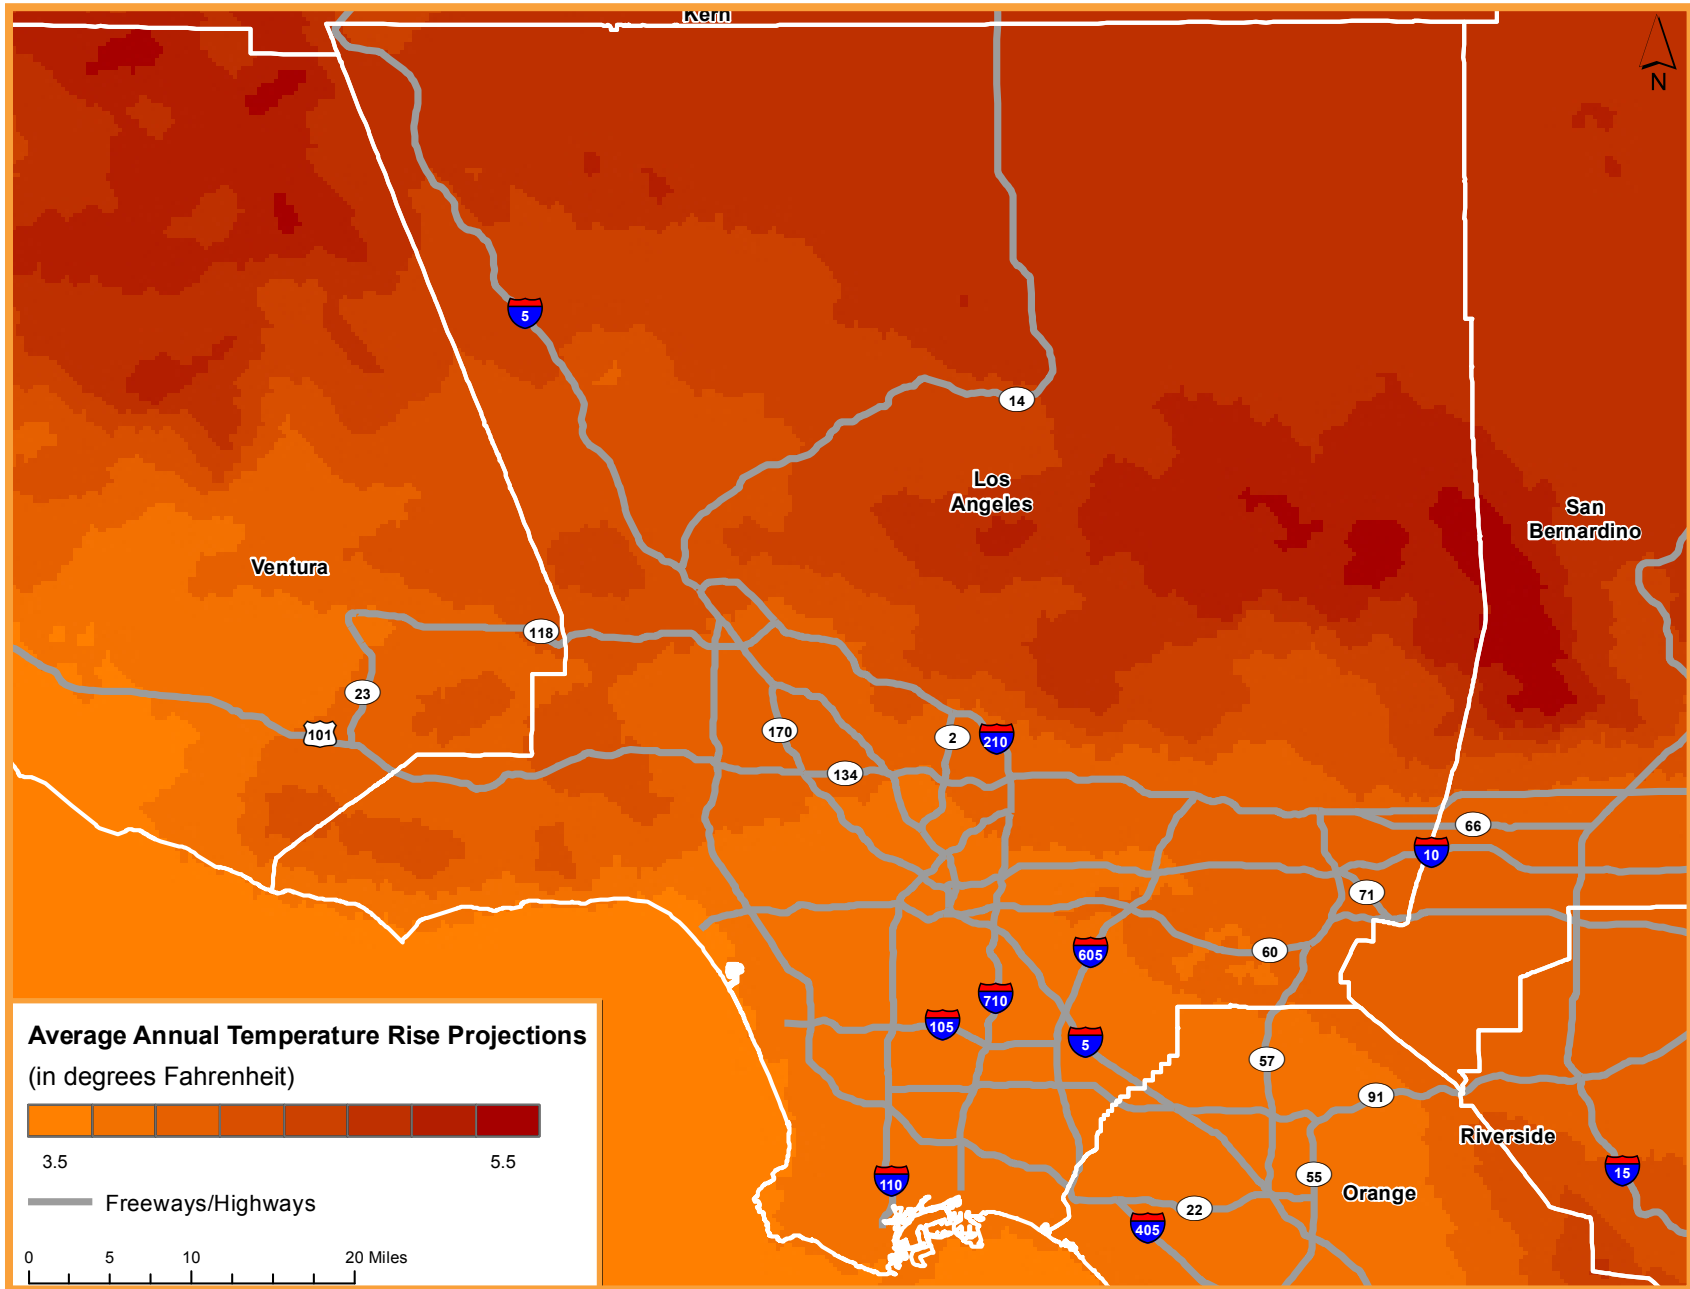 Kern
N
5
14
Los
Angeles
San
Bernardino
Ventura
118
23
101
170
2
210
134
66
10
71
60
605
710
105
5
57
91
Riverside
15
55
Orange
110
22
405
Average Annual Temperature Rise Projections
(in degrees Fahrenheit)
3.5 5.5
Freeways/Highways
0 5 10 20 Miles